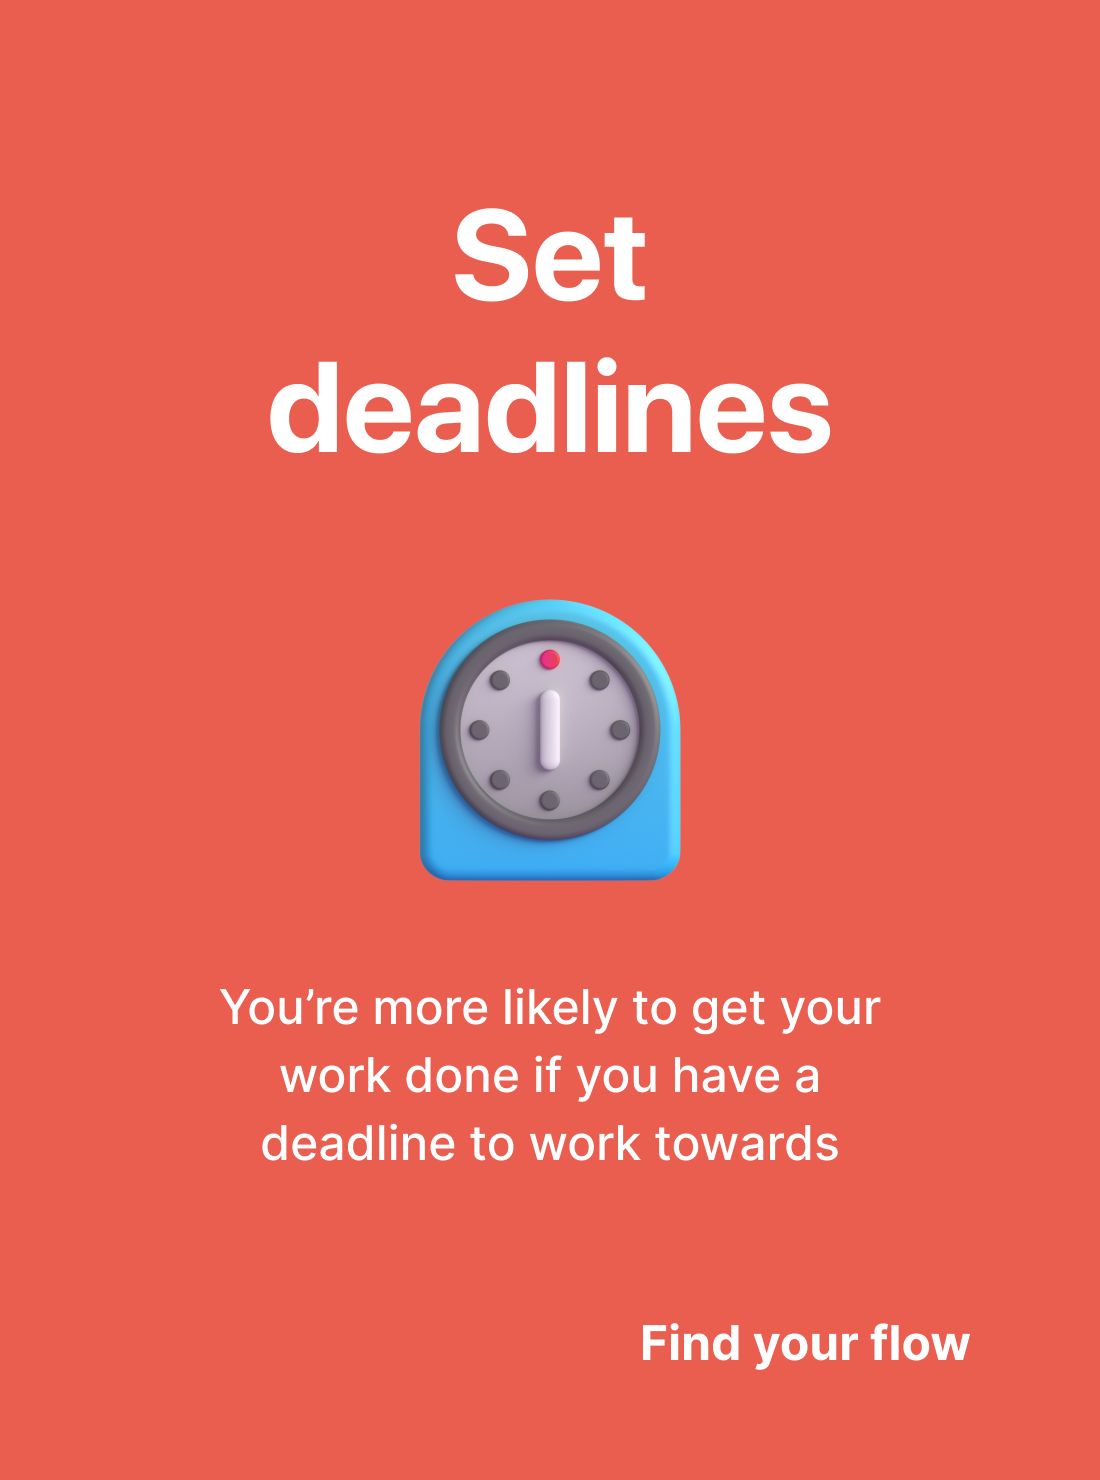 Set
deadlines
You’re more likely to get your
work done if you have a
deadline to work towards
Find your flow